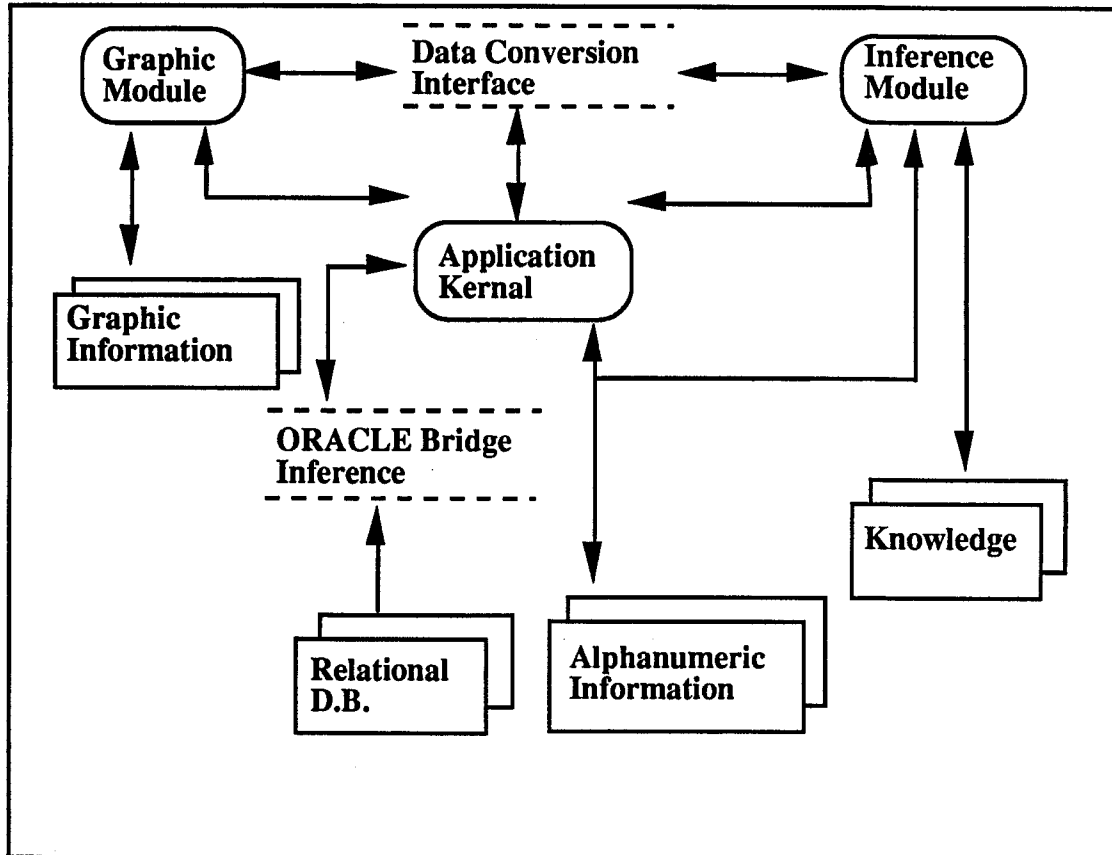 Graphic
Module
Data Conversion
Interface
Inference
Module
Application
Kernal
Graphic
Information
ORACLE Bridge
Inference
Knowledge
Relational
D.B.
Alphanumeric
Information